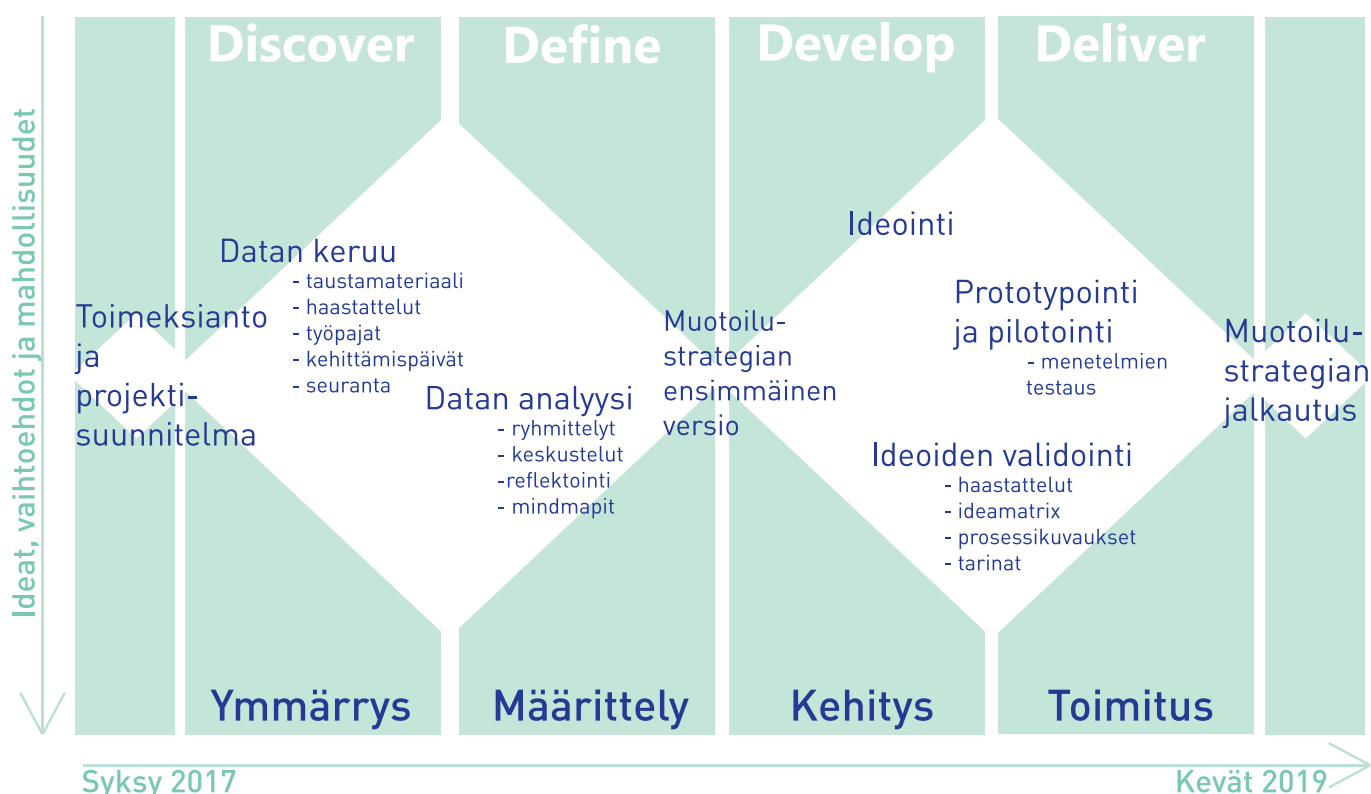 Discover
Define
Develop
Deliver
Ideat, vaihtoehdot ja mahdollisuudet
Toimeksianto
ja
projekti-
suunnitelma
Datan keruu
- taustamateriaali
- haastattelut
- työpajat
- kehittämispäivät
- seuranta
Datan analyysi
- ryhmittelyt
- keskustelut
-reflektointi
- mindmapit
Muotoilu-
strategian
ensimmäinen
versio
Ideointi
Prototypointi
ja pilotointi
- menetelmien
testaus
Ideoiden validointi
- haastattelut
- ideamatrix
- prosessikuvaukset
- tarinat
Muotoilu-
strategian
jalkautus
Ymmärrys
Määrittely
Kehitys
Toimitus
Syksy 2017
Kevät 2019